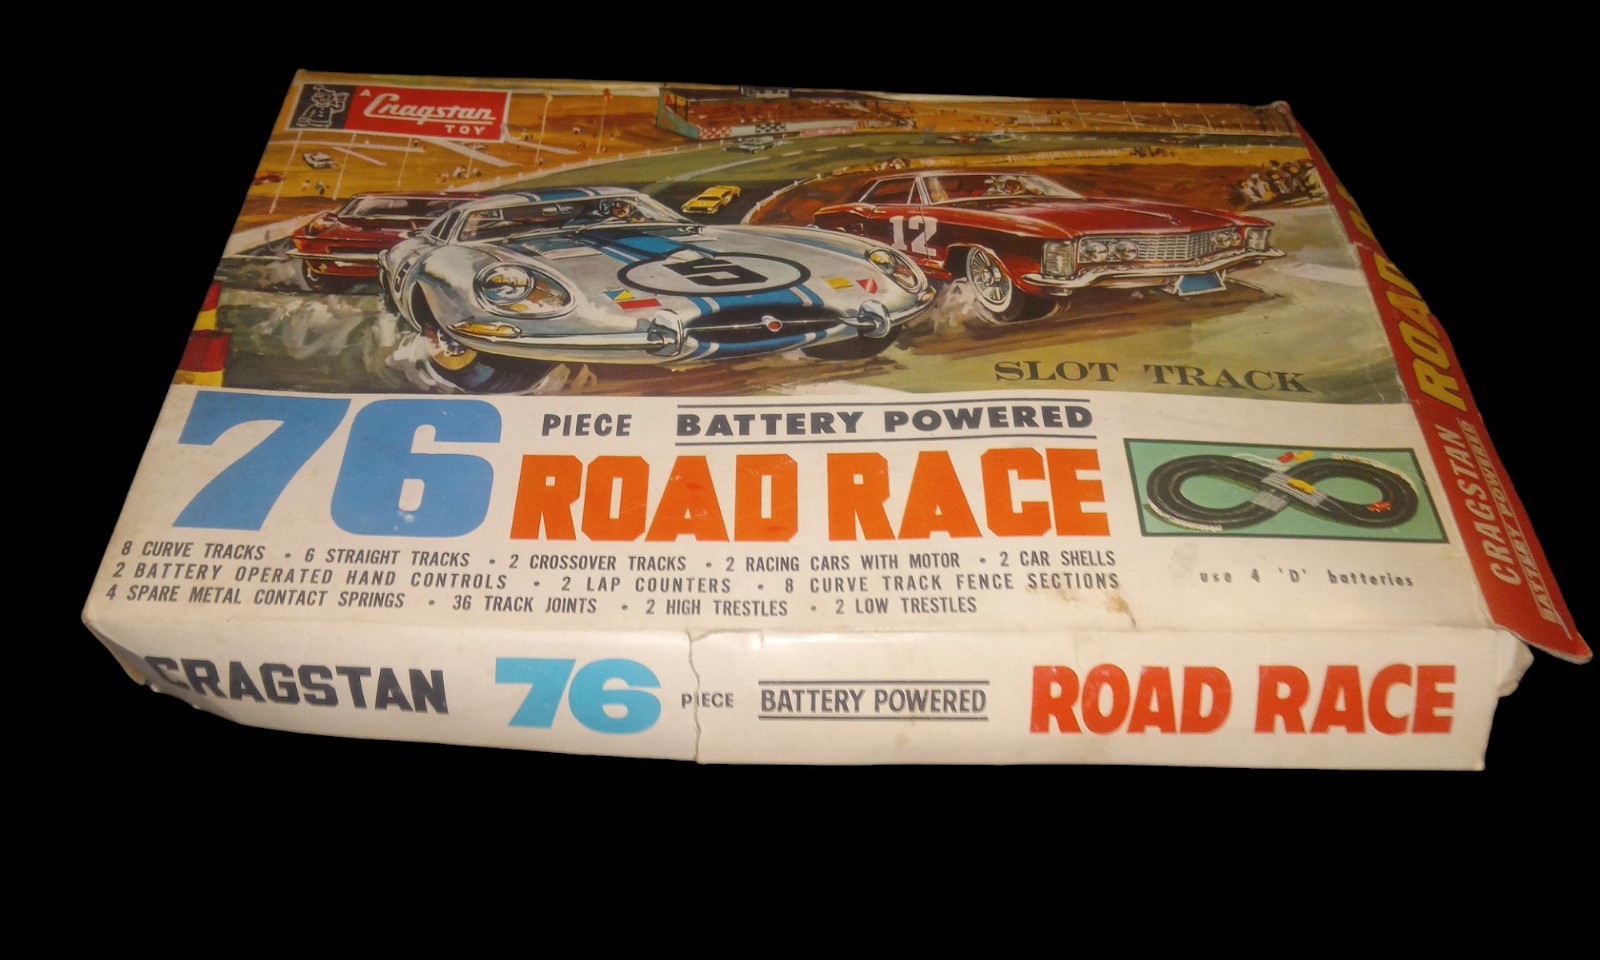 A
Cragstan
TOY
12
5
SLOT TRACK
76 PIECE BATTERY POWERED
ROAD RACE
8 CURVE TRACKS • 6 STRAIGHT TRACKS • 2 CROSSOVER TRACKS • 2 RACING CARS WITH MOTOR • 2 CAR SHELLS
2 BATTERY OPERATED HAND CONTROLS • 2 LAP COUNTERS • 8 CURVE TRACK FENCE SECTIONS
4 SPARE METAL CONTACT SPRINGS • 36 TRACK JOINTS • 2 HIGH TRESTLES • 2 LOW TRESTLES
use 4 'D' batteries
CRAGSTAN 76 PIECE BATTERY POWERED ROAD RACE
CRAGSTAN ROAD
BATTERY POWERED